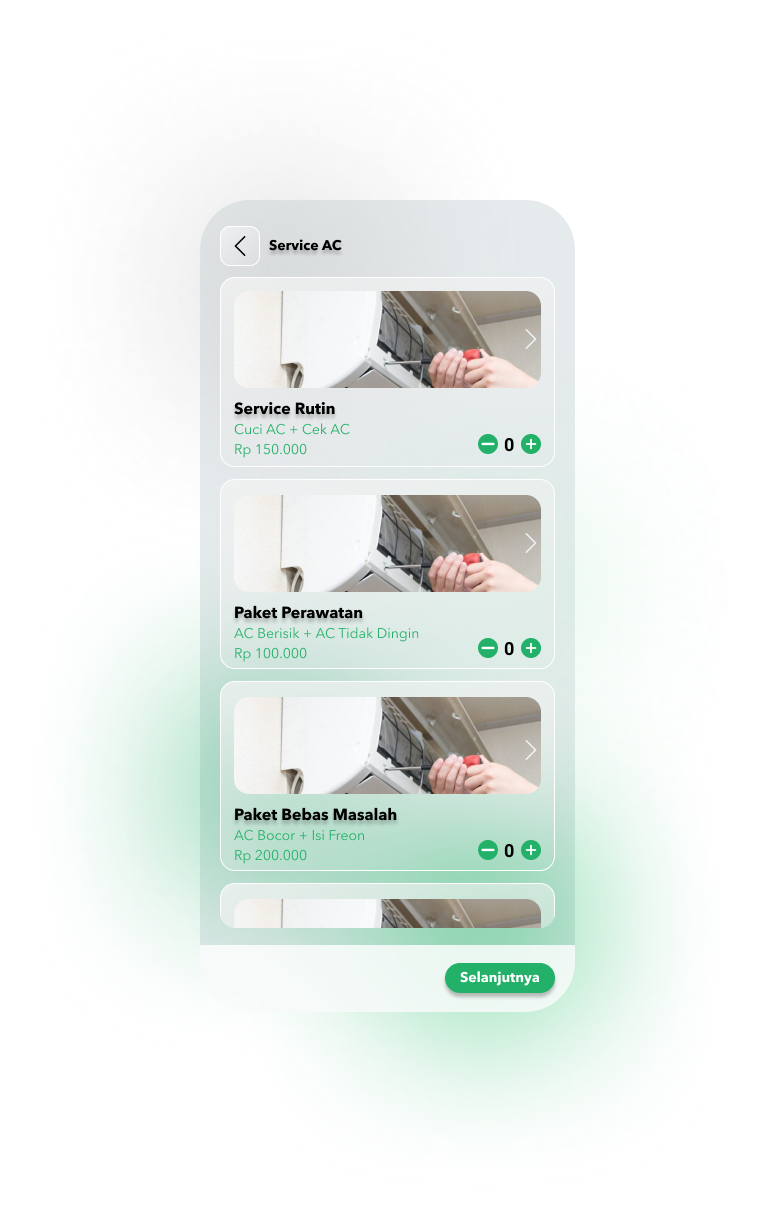 Service AC
Service Rutin
Cuci AC + Cek AC
Rp 150.000
0
Paket Perawatan
AC Berisik + AC Tidak Dingin
Rp 100.000
0
Paket Bebas Masalah
AC Bocor + Isi Freon
Rp 200.000
0
Selanjutnya